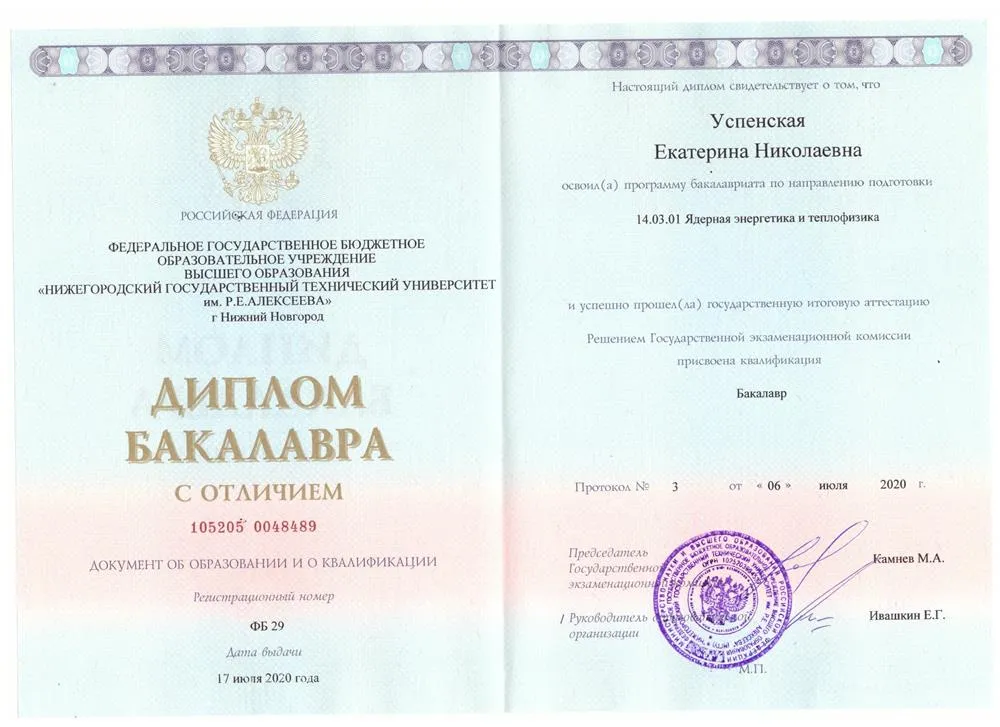 РОССИЙСКАЯ ФЕДЕРАЦИЯ
ФЕДЕРАЛЬНОЕ ГОСУДАРСТВЕННОЕ БЮДЖЕТНОЕ
ОБРАЗОВАТЕЛЬНОЕ УЧРЕЖДЕНИЕ
ВЫСШЕГО ОБРАЗОВАНИЯ
«НИЖЕГОРОДСКИЙ ГОСУДАРСТВЕННЫЙ ТЕХНИЧЕСКИЙ УНИВЕРСИТЕТ
им. Р.Е.АЛЕКСЕЕВА»
г Нижний Новгород
ДИПЛОМ
БАКАЛАВРА
С ОТЛИЧИЕМ
105205 0048489
ДОКУМЕНТ ОБ ОБРАЗОВАНИИ И О КВАЛИФИКАЦИИ
Регистрационный номер
ФБ 29
Дата выдачи
17 июля 2020 года
Настоящий диплом свидетельствует о том, что
Успенская
Екатерина Николаевна
освоил(а) программу бакалавриата по направлению подготовки
14.03.01 Ядерная энергетика и теплофизика
и успешно прошел(ла) государственную итоговую аттестацию
Решением Государственной экзаменационной комиссии
присвоена квалификация
Бакалавр
Протокол № 3 от « 06 » июля 2020 г.
Председатель
Государственной
экзаменационной
Камнев М.А.
/ Руководитель
организации
Ивашкин Е.Г.
М.П.